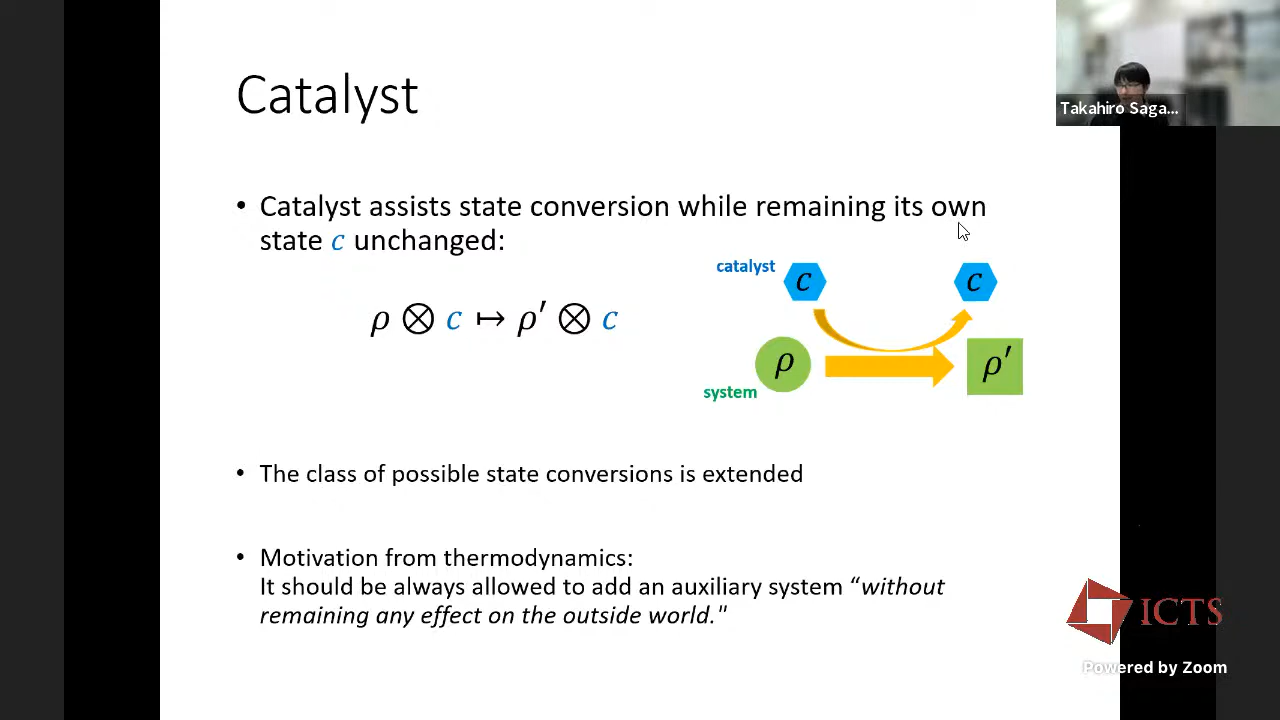 Catalyst
Takahiro Saga...
• Catalyst assists state conversion while remaining its own
state c unchanged:
catalyst
c
c
ρ ⊗ c ↦ ρ′ ⊗ c
ρ
ρ′
system
• The class of possible state conversions is extended
• Motivation from thermodynamics:
It should be always allowed to add an auxiliary system “without
remaining any effect on the outside world."
ICTS
Powered by Zoom